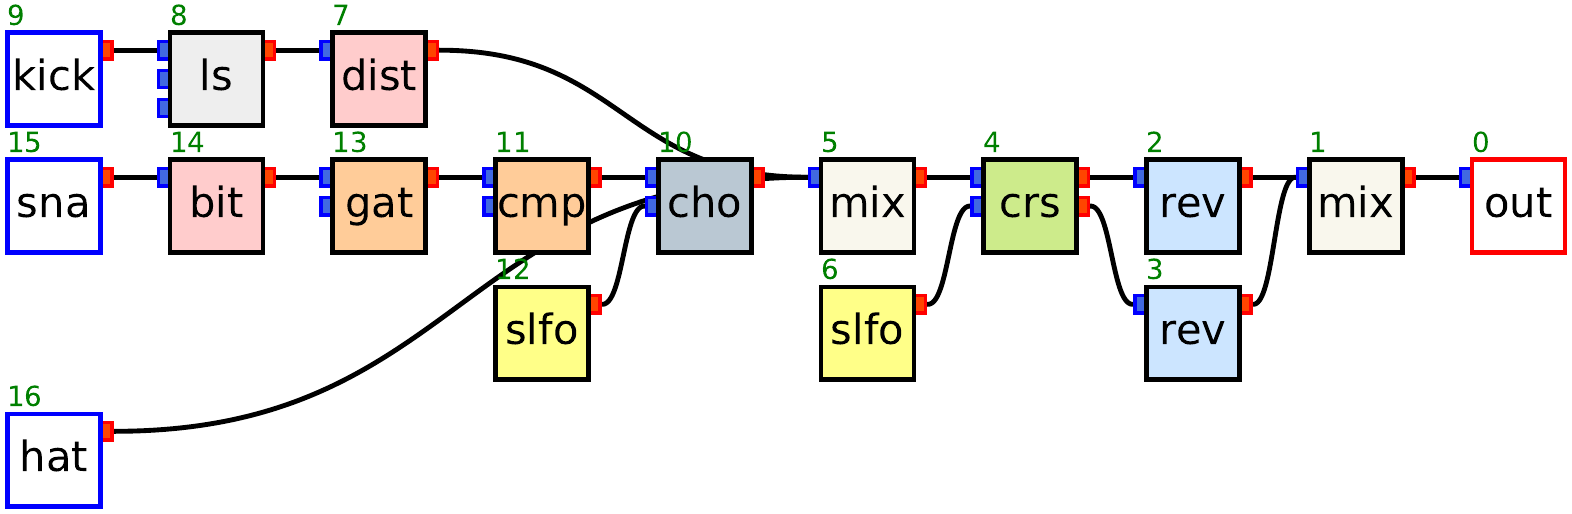 9 8 7
kick ls dist
15 14 13 11 10 5 4 2 1 0
sna bit gat cmp cho mix crs rev mix out
12 6 3
slfo slfo rev
16
hat